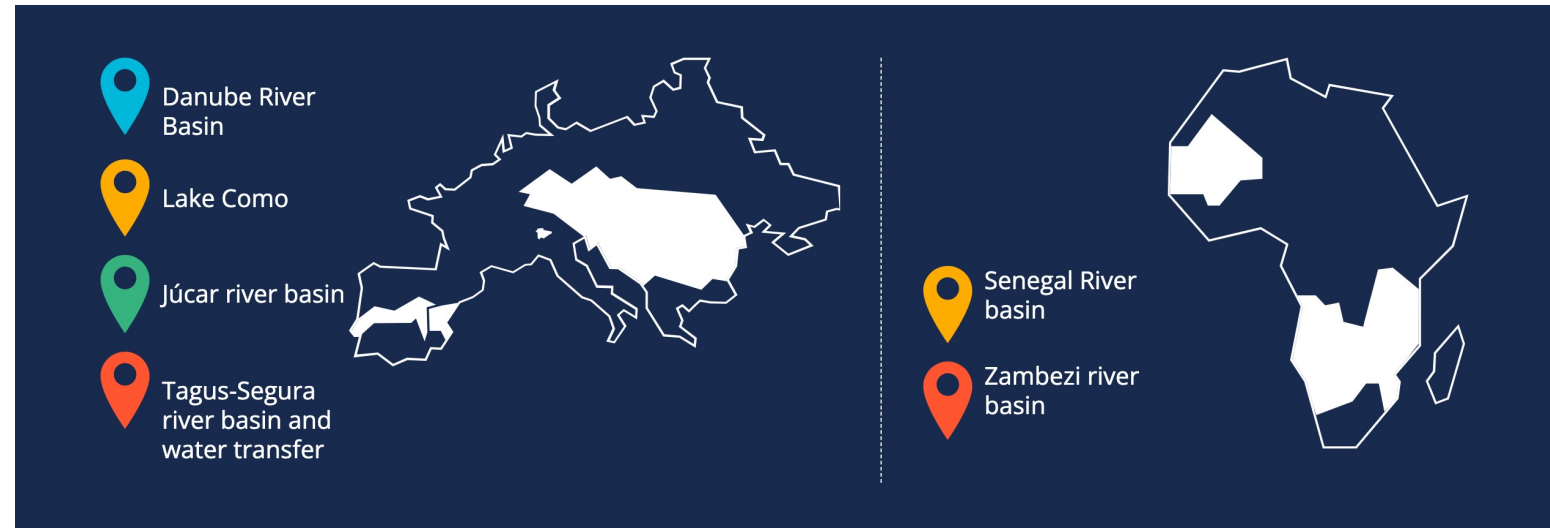 Danube River
Basin
Lake Como
Júcar river basin
Tagus-Segura
river basin and
water transfer
Senegal River
basin
Zambezi river
basin